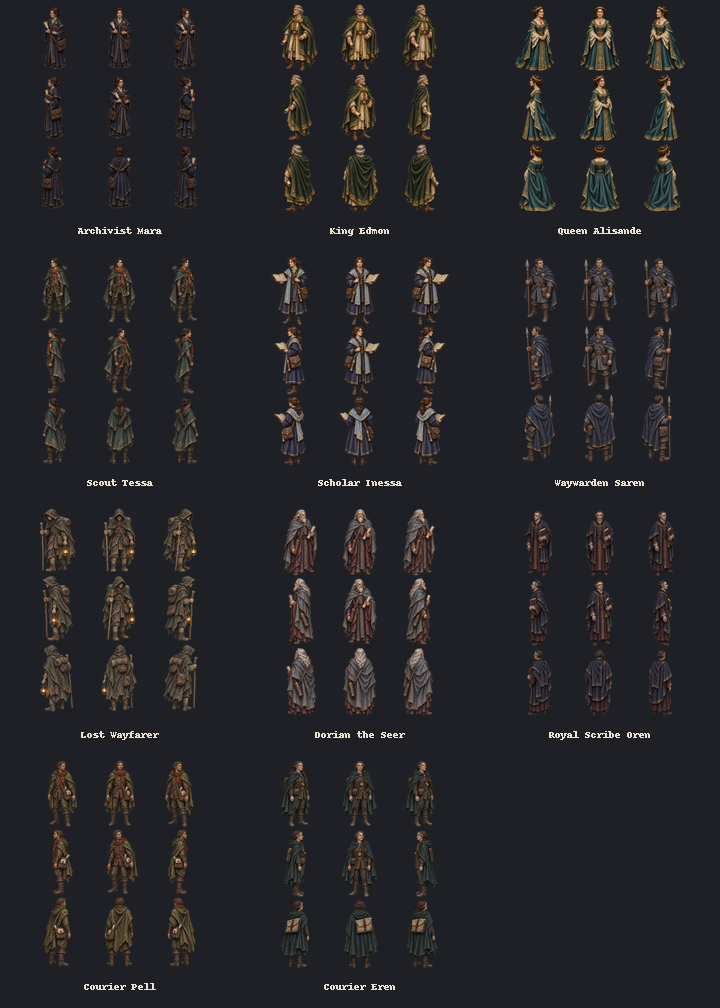 Archivist Mara
King Edmon
Queen Alisande
Scout Tessa
Scholar Inessa
Waywarden Saren
Lost Wayfarer
Dorian the Seer
Royal Scribe Oren
Courier Pell
Courier Eren